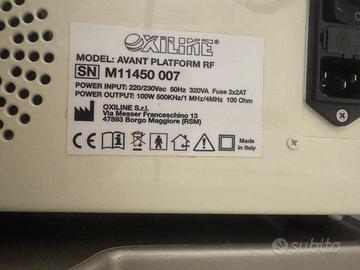 OXILINE
MODEL: AVANT PLATFORM RF
SN M11450 007
POWER INPUT: 220/230Vac 50Hz 320VA Fuse 2x2AT
POWER OUTPUT: 100W 500KHz/1 MHz/4MHz 100 Ohm
OXILINE S.r.l.
Via Messer Franceschino 13
47893 Borgo Maggiore (RSM)
Made in Italy
subito